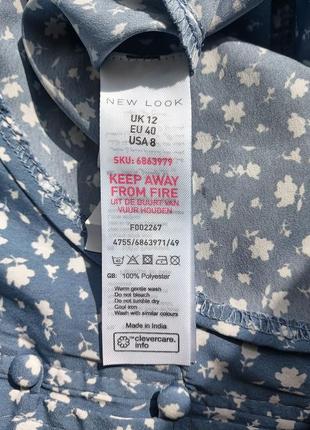 NEW LOOK
UK 12
EU 40
USA 8
SKU: 6863979
KEEP AWAY
FROM FIRE
UIT DE BUURT VAN
VUUR HOUDEN
F002267
4755/6863971/49
GB: 100% Polyester
Warm gentle wash
Do not bleach
Do not tumble dry
Cool iron
Wash with similar colours
Made in India
clevercare.
info